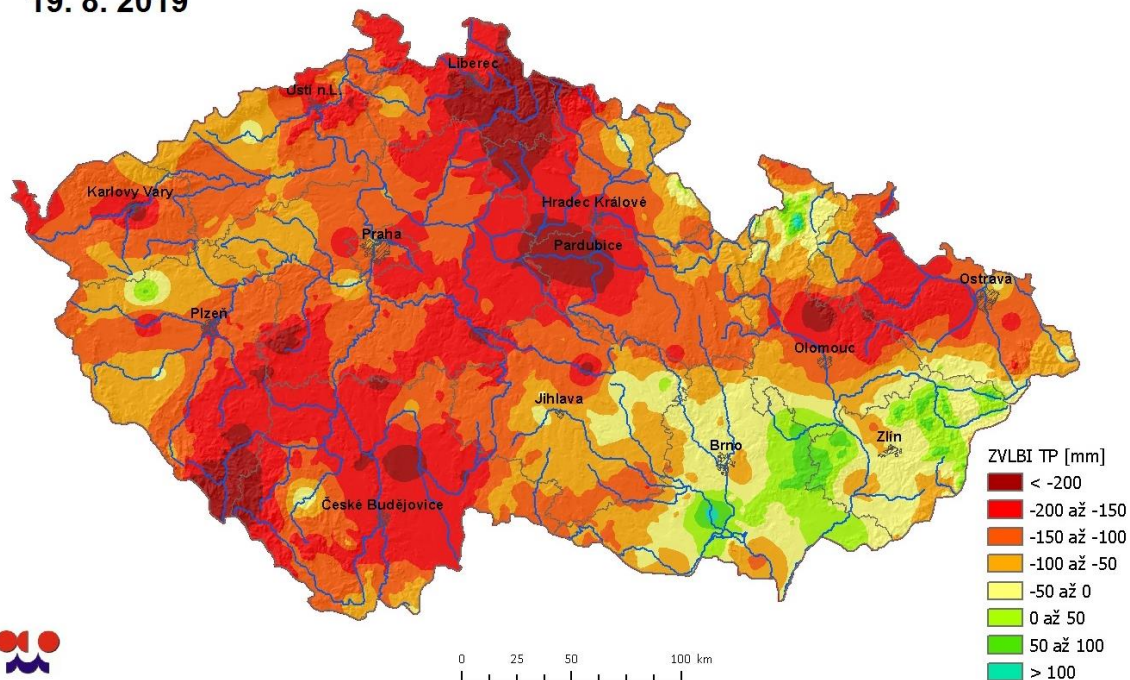 19. 8. 2019
Liberec
Ústí n.L.
Karlovy Vary
Hradec Králové
Praha
Pardubice
Ostrava
Plzeň
Olomouc
Jihlava
Brno
Zlín
České Budějovice
ZVLBI TP [mm]
< -200
-200 až -150
-150 až -100
-100 až -50
-50 až 0
0 až 50
50 až 100
> 100
0 25 50 100 km